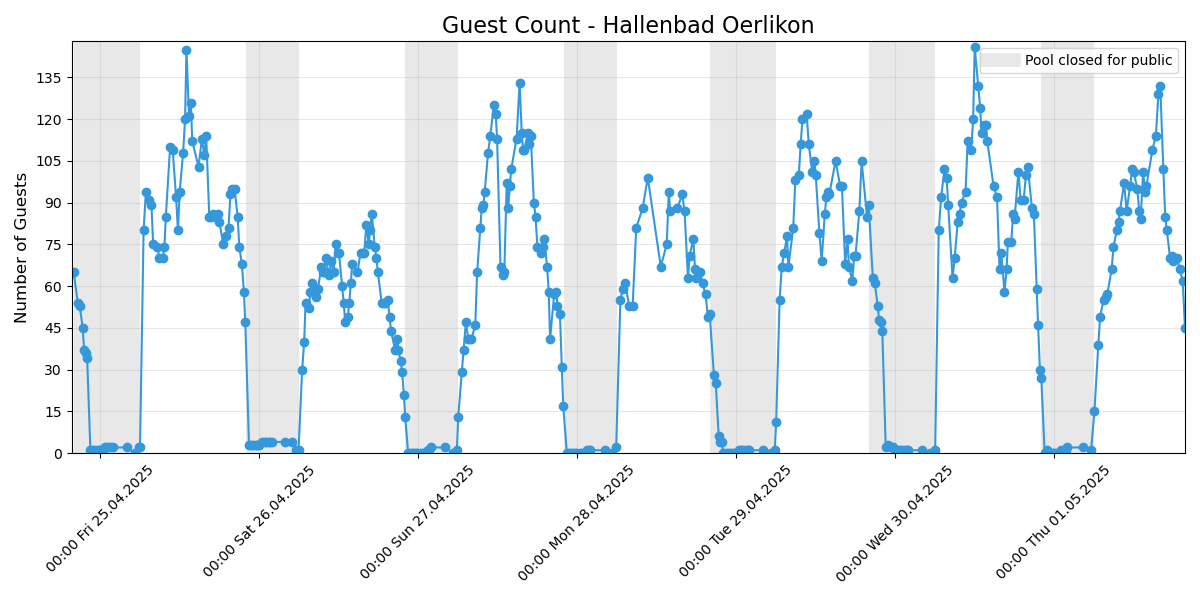 Guest Count - Hallenbad Oerlikon
Pool closed for public
Number of Guests
135
120
105
90
75
60
45
30
15
0
00:00 Fri 25.04.2025
00:00 Sat 26.04.2025
00:00 Sun 27.04.2025
00:00 Mon 28.04.2025
00:00 Tue 29.04.2025
00:00 Wed 30.04.2025
00:00 Thu 01.05.2025